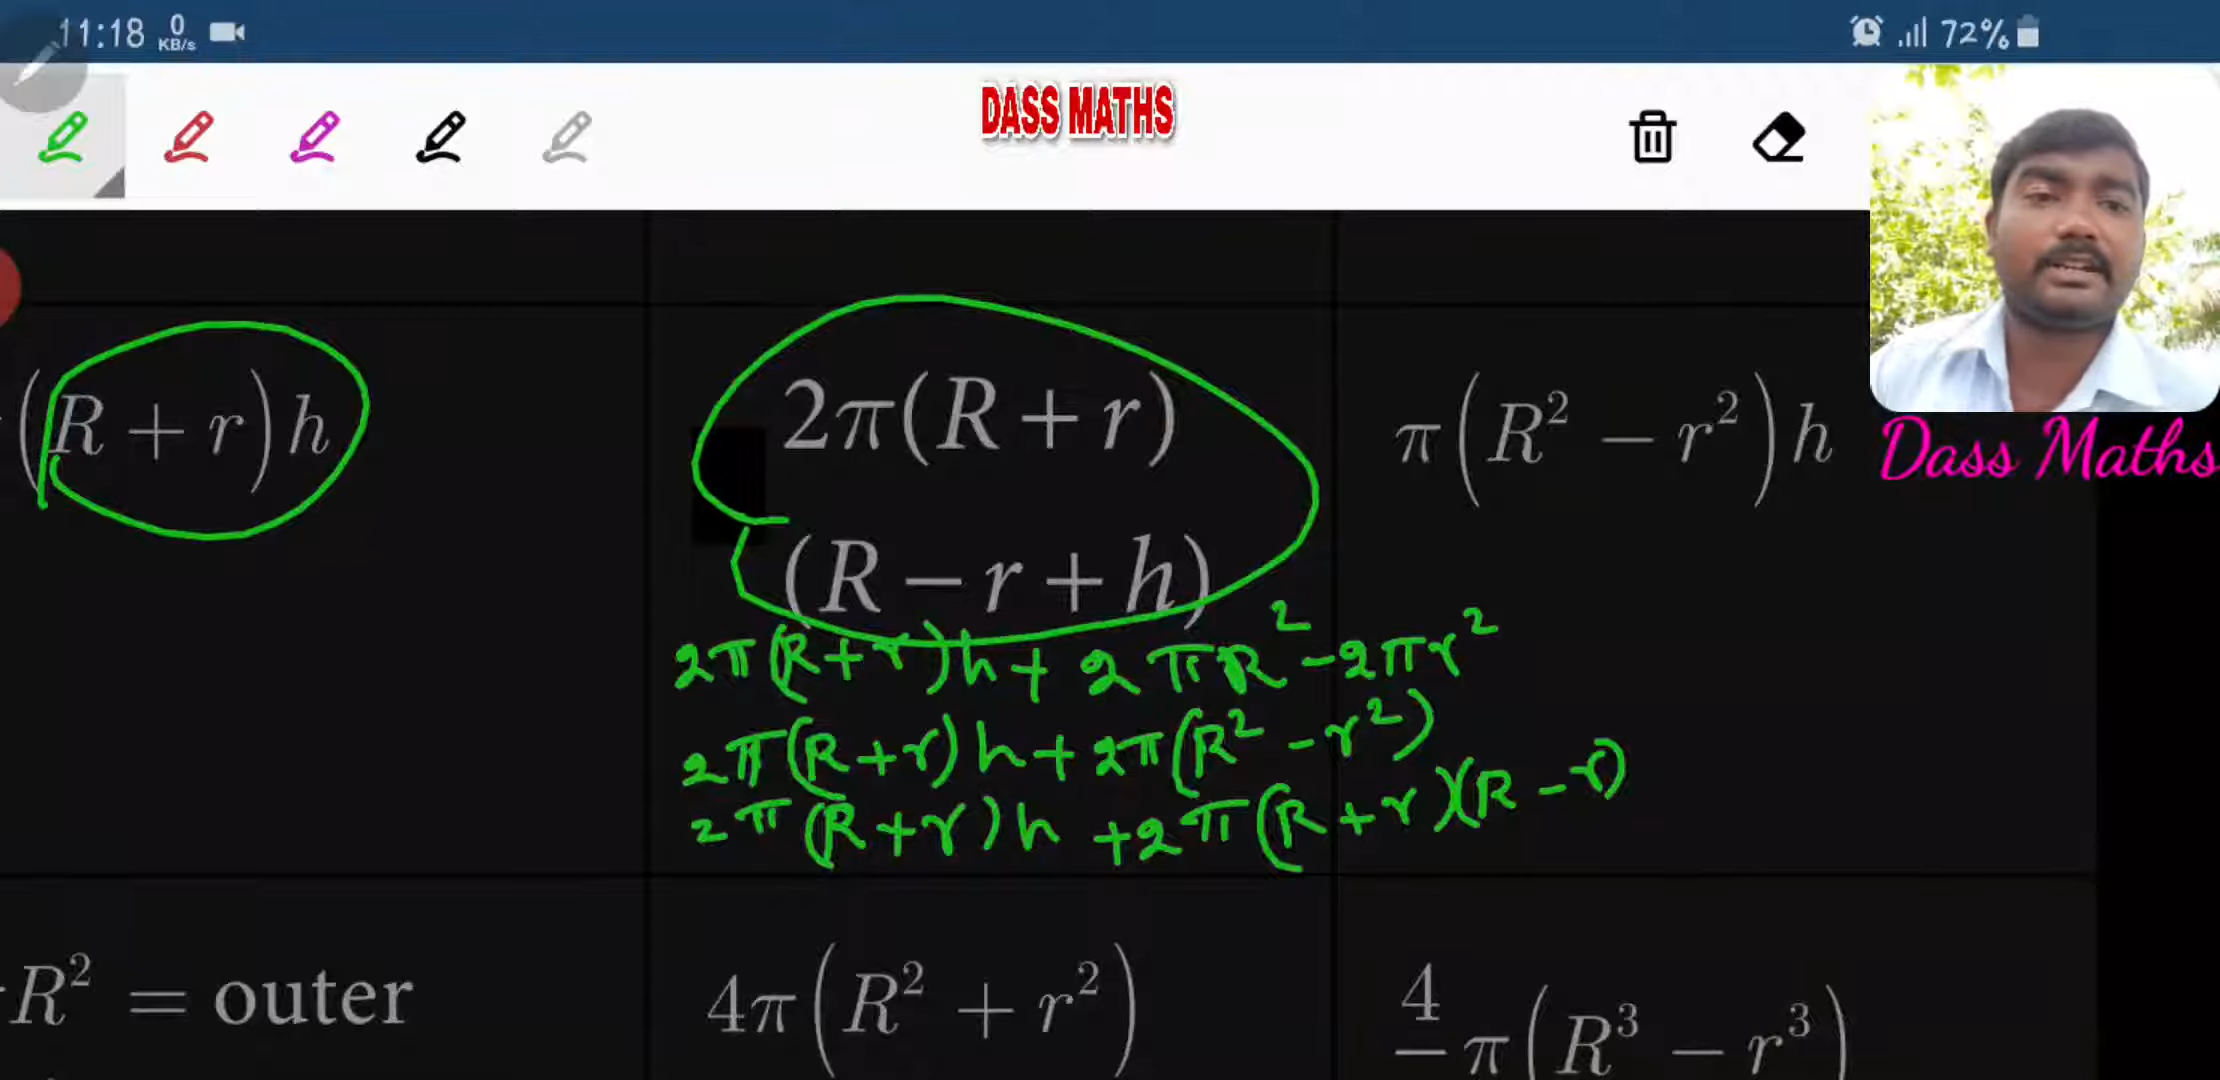 11:18 0 KB/s 72%
DASS MATHS
(R + r)h
2π(R + r)
(R − r + h)
π(R² − r²)h
Dass Maths
2π(R+r)h+2πR²−2πr²
2π(R+r)h+2π(R²−r²)
2π(R+r)h+2π(R+r)(R−r)
R² = outer
4π(R² + r²)
4
π(R³ − r³)